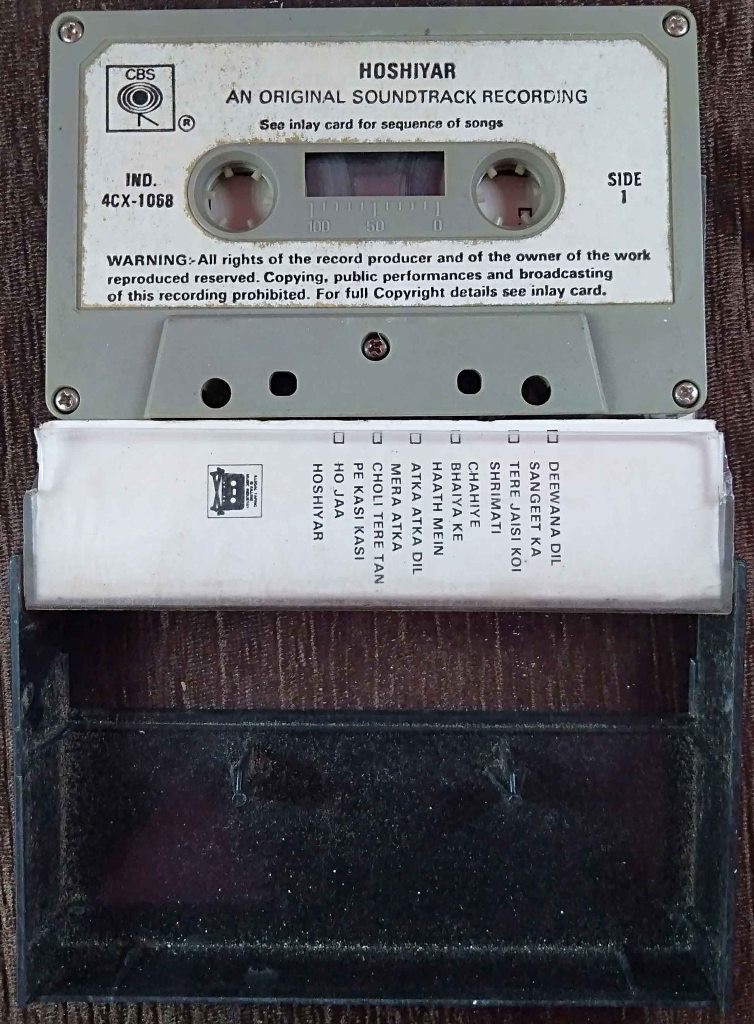 CBS
®
HOSHIYAR
AN ORIGINAL SOUNDTRACK RECORDING
See inlay card for sequence of songs
IND.
4CX-1068
SIDE
1
100 50 0
WARNING:-All rights of the record producer and of the owner of the work
reproduced reserved. Copying, public performances and broadcasting
of this recording prohibited. For full Copyright details see inlay card.
DEEWANA DIL
SANGEET KA
TERE JAISI KOI
SHRIMATI
CHAHIYE
BHAIYA KE
HAATH MEIN
ATKA ATKA DIL
MERA ATKA
CHOLI TERE TAN
PE KASI KASI
HO JAA
HOSHIYAR